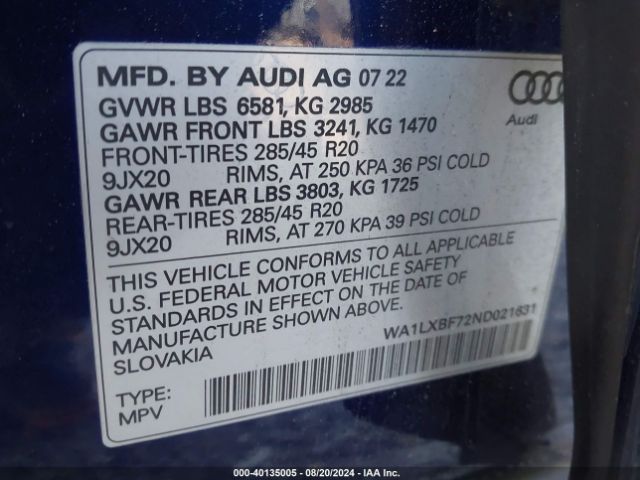 MFD. BY AUDI AG 07 22
GVWR LBS 6581, KG 2985
GAWR FRONT LBS 3241, KG 1470
FRONT-TIRES 285/45 R20
9JX20 RIMS, AT 250 KPA 36 PSI COLD
GAWR REAR LBS 3803, KG 1725
REAR-TIRES 285/45 R20
9JX20 RIMS, AT 270 KPA 39 PSI COLD
THIS VEHICLE CONFORMS TO ALL APPLICABLE
U.S. FEDERAL MOTOR VEHICLE SAFETY
STANDARDS IN EFFECT ON THE DATE OF
MANUFACTURE SHOWN ABOVE.
SLOVAKIA
Audi
WA1LXBF72ND021631
TYPE:
MPV
000-40135005 - 08/20/2024 - IAA Inc.